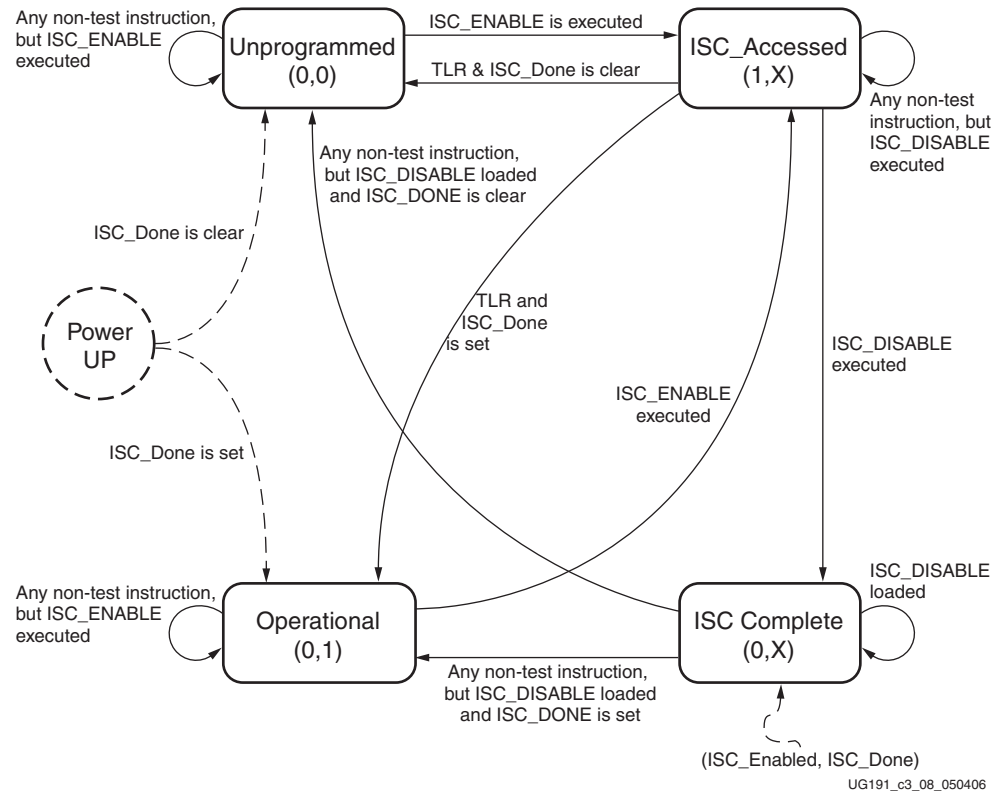 Any non-test instruction,
but ISC_ENABLE
executed
Unprogrammed
(0,0)
ISC_ENABLE is executed
TLR & ISC_Done is clear
ISC_Accessed
(1,X)
Any non-test
instruction, but
ISC_DISABLE
executed
Any non-test instruction,
but ISC_DISABLE loaded
and ISC_DONE is clear
ISC_Done is clear
Power
UP
TLR and
ISC_Done
is set
ISC_DISABLE
executed
ISC_ENABLE
executed
ISC_Done is set
Any non-test instruction,
but ISC_ENABLE
executed
Operational
(0,1)
Any non-test instruction,
but ISC_DISABLE loaded
and ISC_DONE is set
ISC Complete
(0,X)
ISC_DISABLE
loaded
(ISC_Enabled, ISC_Done)
UG191_c3_08_050406